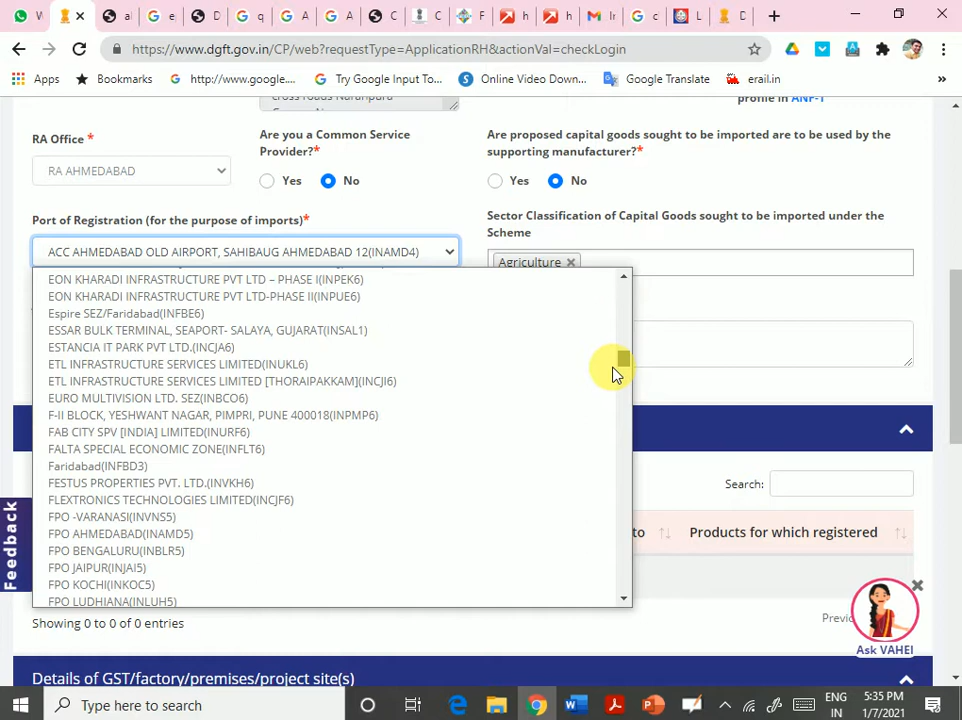 al
e
D
q
A
A
C
C
F
h
h
In
c
L
D
https://www.dgft.gov.in/CP/web?requestType=ApplicationRH&actionVal=checkLogin
Apps Bookmarks http://www.google.... Try Google Input To... Online Video Down... Google Translate erail.in »
cross roads Naranpura
profile in ANF-1
RA Office *
Are you a Common Service Provider?*
Are proposed capital goods sought to be imported are to be used by the
supporting manufacturer?*
RA AHMEDABAD
Yes No
Yes No
Port of Registration (for the purpose of imports)*
Sector Classification of Capital Goods sought to be imported under the
Scheme
ACC AHMEDABAD OLD AIRPORT, SAHIBAUG AHMEDABAD 12(INAMD4)
Agriculture ×
EON KHARADI INFRASTRUCTURE PVT LTD – PHASE I(INPEK6)
EON KHARADI INFRASTRUCTURE PVT LTD-PHASE II(INPUE6)
Espire SEZ/Faridabad(INFBE6)
ESSAR BULK TERMINAL, SEAPORT- SALAYA, GUJARAT(INSAL1)
ESTANCIA IT PARK PVT LTD.(INCJA6)
ETL INFRASTRUCTURE SERVICES LIMITED(INUKL6)
ETL INFRASTRUCTURE SERVICES LIMITED [THORAIPAKKAM](INCJI6)
EURO MULTIVISION LTD. SEZ(INBCO6)
F-II BLOCK, YESHWANT NAGAR, PIMPRI, PUNE 400018(INPMP6)
FAB CITY SPV [INDIA] LIMITED(INURF6)
FALTA SPECIAL ECONOMIC ZONE(INFLT6)
Faridabad(INFBD3)
FESTUS PROPERTIES PVT. LTD.(INVKH6)
FLEXTRONICS TECHNOLOGIES LIMITED(INCJF6)
FPO -VARANASI(INVNS5)
FPO AHMEDABAD(INAMD5)
FPO BENGALURU(INBLR5)
FPO JAIPUR(INJAI5)
FPO KOCHI(INKOC5)
FPO LUDHIANA(INLUH5)
Search:
to Products for which registered
Feedback
Showing 0 to 0 of 0 entries
Previ
Ask VAHEI
Details of GST/factory/premises/project site(s)
Type here to search
ENG
IN
5:35 PM
1/7/2021